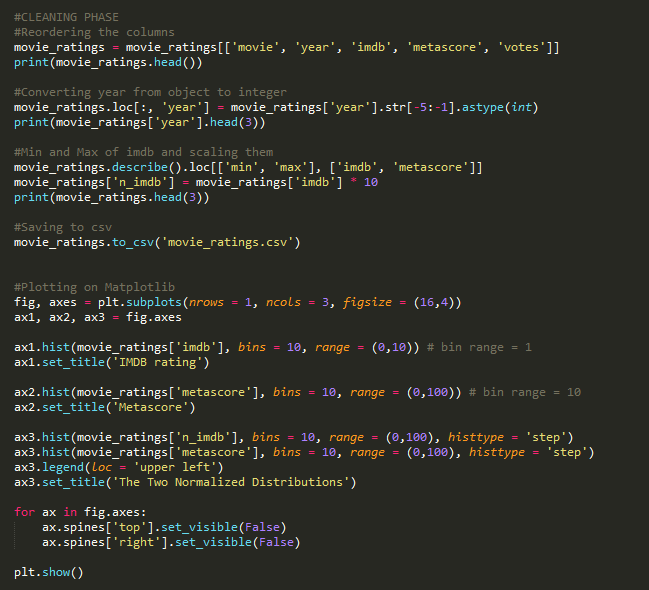 #CLEANING PHASE
#Reordering the columns
movie_ratings = movie_ratings[['movie', 'year', 'imdb', 'metascore', 'votes']]
print(movie_ratings.head())

#Converting year from object to integer
movie_ratings.loc[:, 'year'] = movie_ratings['year'].str[-5:-1].astype(int)
print(movie_ratings['year'].head(3))

#Min and Max of imdb and scaling them
movie_ratings.describe().loc[['min', 'max'], ['imdb', 'metascore']]
movie_ratings['n_imdb'] = movie_ratings['imdb'] * 10
print(movie_ratings.head(3))

#Saving to csv
movie_ratings.to_csv('movie_ratings.csv')


#Plotting on Matplotlib
fig, axes = plt.subplots(nrows = 1, ncols = 3, figsize = (16,4))
ax1, ax2, ax3 = fig.axes

ax1.hist(movie_ratings['imdb'], bins = 10, range = (0,10)) # bin range = 1
ax1.set_title('IMDB rating')

ax2.hist(movie_ratings['metascore'], bins = 10, range = (0,100)) # bin range = 10
ax2.set_title('Metascore')

ax3.hist(movie_ratings['n_imdb'], bins = 10, range = (0,100), histtype = 'step')
ax3.hist(movie_ratings['metascore'], bins = 10, range = (0,100), histtype = 'step')
ax3.legend(loc = 'upper left')
ax3.set_title('The Two Normalized Distributions')

for ax in fig.axes:
    ax.spines['top'].set_visible(False)
    ax.spines['right'].set_visible(False)

plt.show()